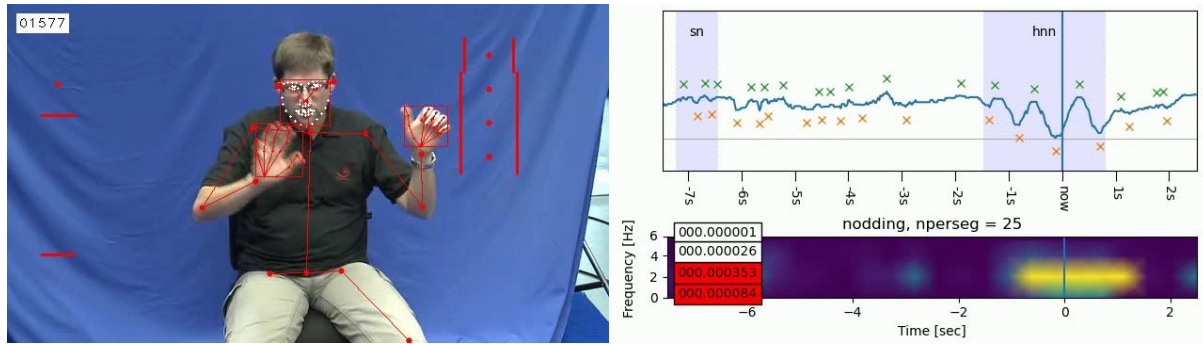 01577
sn
hnn
-7s
-6s
-5s
-4s
-3s
-2s
-1s
now
1s
2s
nodding, nperseg = 25
Frequency [Hz]
6
4
2
0
000.000001
000.000026
000.000353
000.000084
−6
−4
−2
0
2
Time [sec]